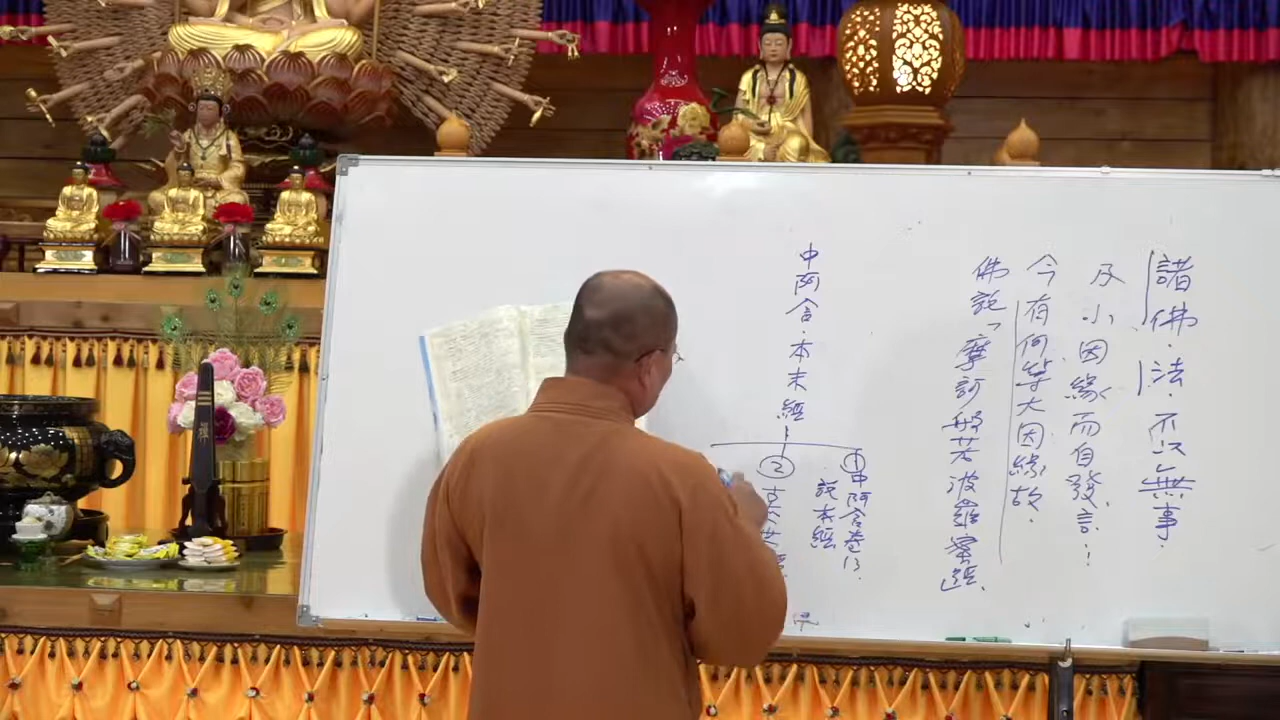 諸佛.法.不以無事.
及小因緣而自發言…
今有何等大因緣故.
佛說「摩訶般若波羅蜜經.
中阿含.本末經
①中阿含卷13.
說本經
②
禪